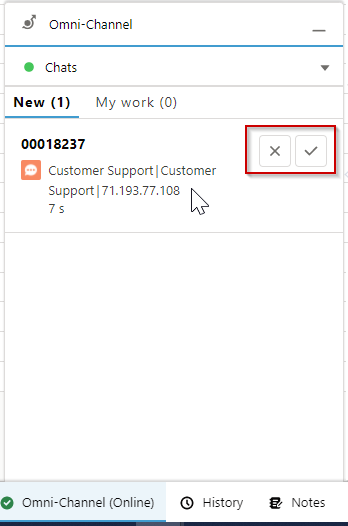 Omni-Channel
Chats
New (1) My work (0)
00018237
Customer Support|Customer
Support|71.193.77.108
7 s
Omni-Channel (Online) History Notes